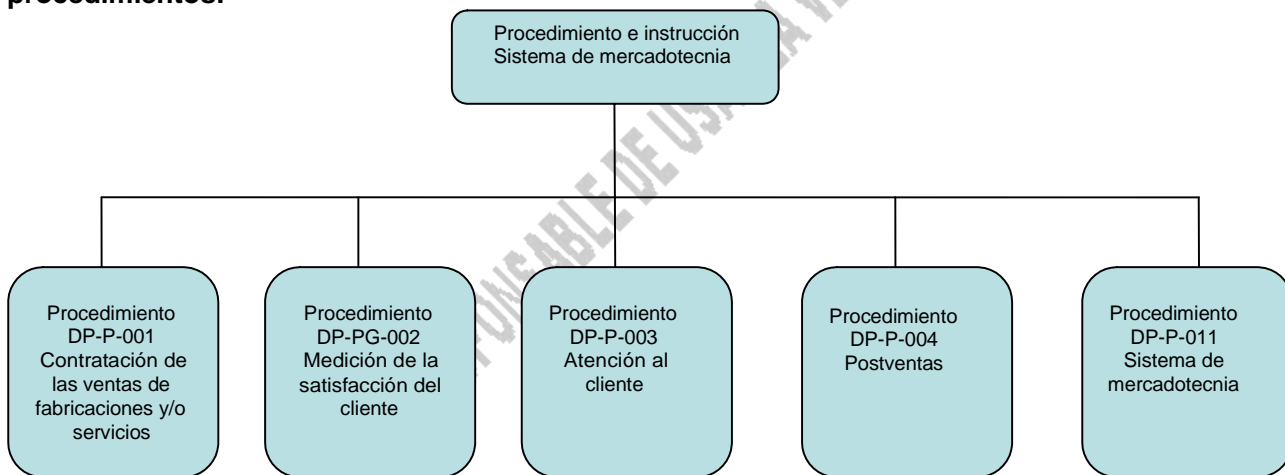 procedimientos.
Procedimiento e instrucción
Sistema de mercadotecnia
Procedimiento
DP-P-001
Contratación de
las ventas de
fabricaciones y/o
servicios
Procedimiento
DP-PG-002
Medición de la
satisfacción del
cliente
Procedimiento
DP-P-003
Atención al
cliente
Procedimiento
DP-P-004
Postventas
Procedimiento
DP-P-011
Sistema de
mercadotecnia